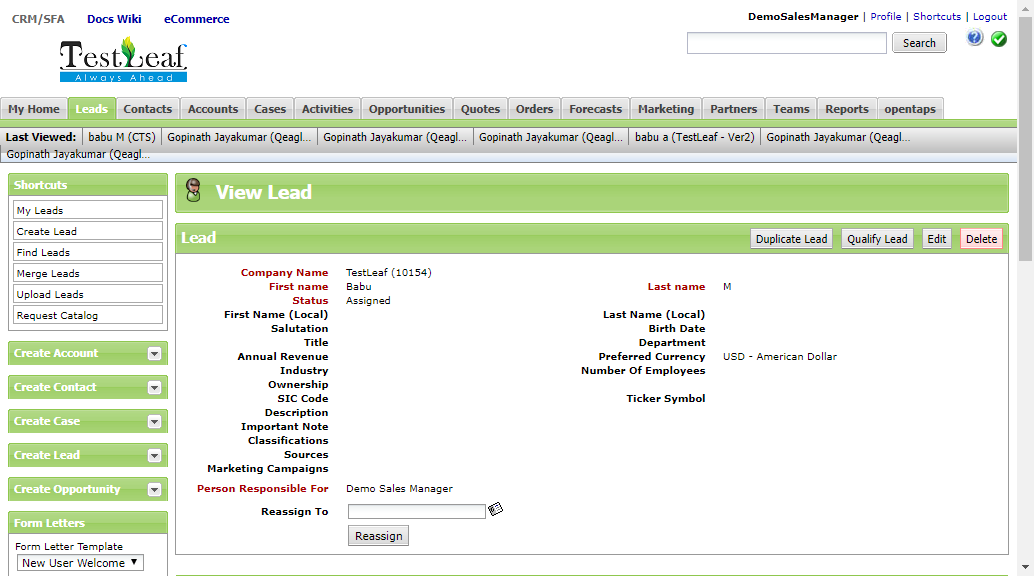 CRM/SFA Docs Wiki eCommerce
DemoSalesManager | Profile | Shortcuts | Logout
Search
TestLeaf
Always Ahead
My Home Leads Contacts Accounts Cases Activities Opportunities Quotes Orders Forecasts Marketing Partners Teams Reports opentaps
Last Viewed: babu M (CTS) Gopinath Jayakumar (Qeagl... Gopinath Jayakumar (Qeagl... Gopinath Jayakumar (Qeagl... babu a (TestLeaf - Ver2) Gopinath Jayakumar (Qeagl...
Gopinath Jayakumar (Qeagl...
Shortcuts
My Leads
Create Lead
Find Leads
Merge Leads
Upload Leads
Request Catalog
Create Account
Create Contact
Create Case
Create Lead
Create Opportunity
Form Letters
Form Letter Template
New User Welcome
View Lead
Lead Duplicate Lead Qualify Lead Edit Delete
Company Name TestLeaf (10154)
First name Babu Last name M
Status Assigned
First Name (Local) Last Name (Local)
Salutation Birth Date
Title Department
Annual Revenue Preferred Currency USD - American Dollar
Industry Number Of Employees
Ownership
SIC Code Ticker Symbol
Description
Important Note
Classifications
Sources
Marketing Campaigns
Person Responsible For Demo Sales Manager
Reassign To
Reassign